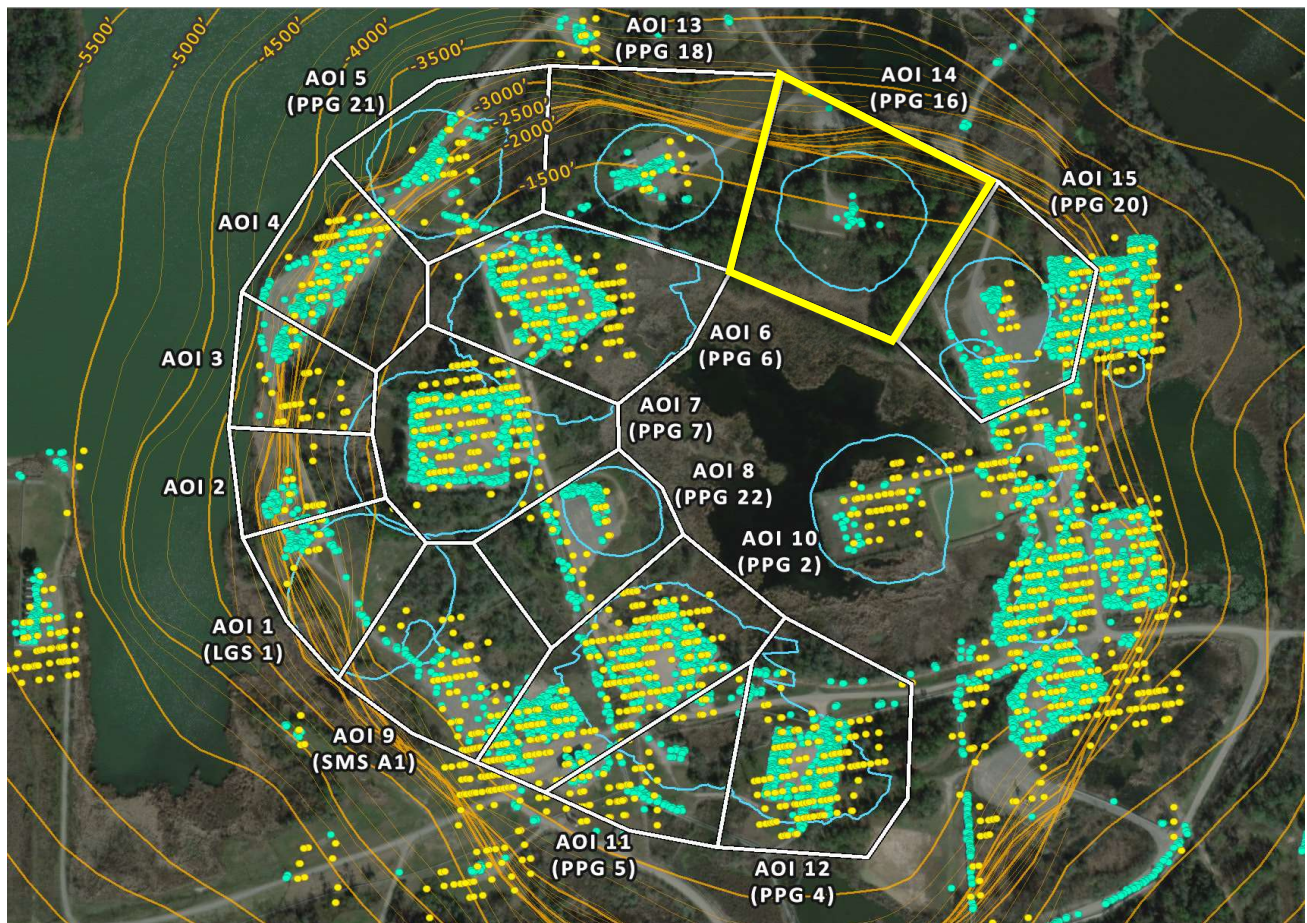 -5500'
-5000'
-4500'
-4000'
-3500'
-3000'
-2500'
-2000'
-1500'
AOI 13
(PPG 18)
AOI 5
(PPG 21)
AOI 14
(PPG 16)
AOI 15
(PPG 20)
AOI 4
AOI 3
AOI 6
(PPG 6)
AOI 7
(PPG 7)
AOI 2
AOI 8
(PPG 22)
AOI 10
(PPG 2)
AOI 1
(LGS 1)
AOI 9
(SMS A1)
AOI 11
(PPG 5)
AOI 12
(PPG 4)